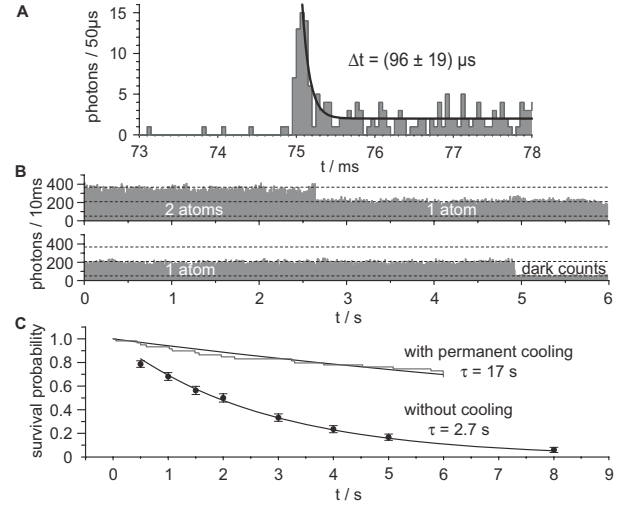 A
photons / 50µs
15
10
5
0
Δt = (96 ± 19) µs
73 74 75 76 77 78
t / ms
B
photons / 10ms
400
200
0
2 atoms 1 atom
400
200
0
1 atom dark counts
0 1 2 3 4 5 6
t / s
C
survival probability
1.0
0.8
0.6
0.4
0.2
0
with permanent cooling
τ = 17 s
without cooling
τ = 2.7 s
0 1 2 3 4 5 6 7 8 9
t / s